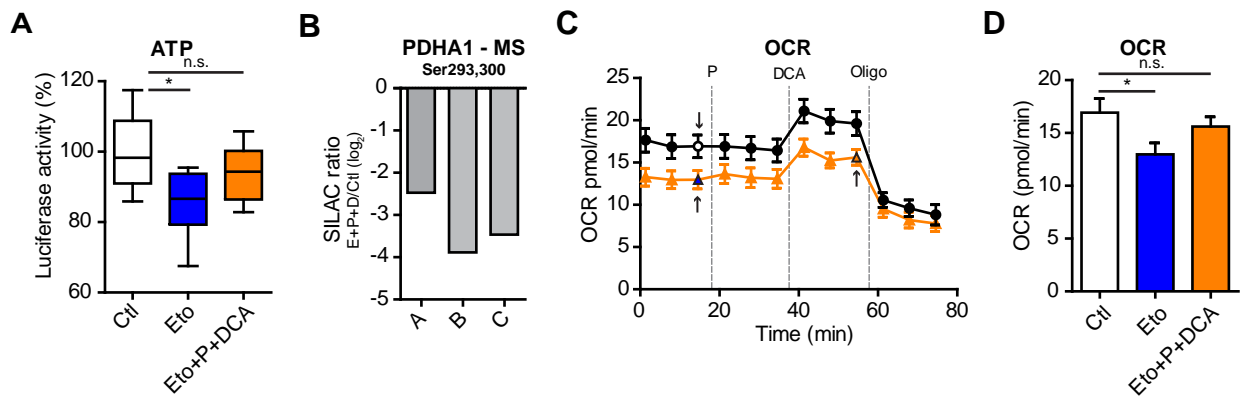 A
ATP
n.s.
*
Luciferase activity (%)
120
100
80
60
Ctl
Eto
Eto+P+DCA
B
PDHA1 - MS
Ser293,300
SILAC ratio
E+P+D/Ctl (log2)
0
-1
-2
-3
-4
-5
A
B
C
C
OCR
P
DCA
Oligo
OCR pmol/min
25
20
15
10
5
0
0
20
40
60
80
Time (min)
D
OCR
n.s.
*
OCR (pmol/min)
20
15
10
5
0
Ctl
Eto
Eto+P+DCA